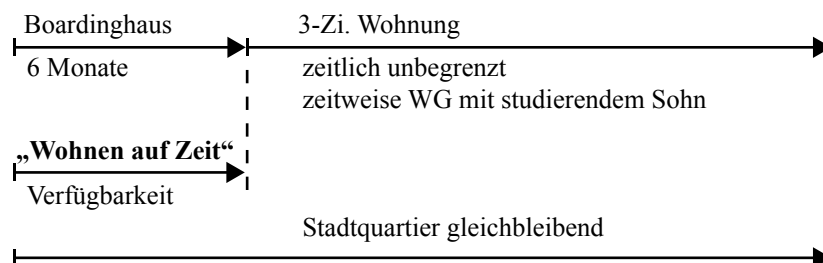 Boardinghaus
3-Zi. Wohnung
6 Monate
zeitlich unbegrenzt
zeitweise WG mit studierendem Sohn
„Wohnen auf Zeit“
Verfügbarkeit
Stadtquartier gleichbleibend